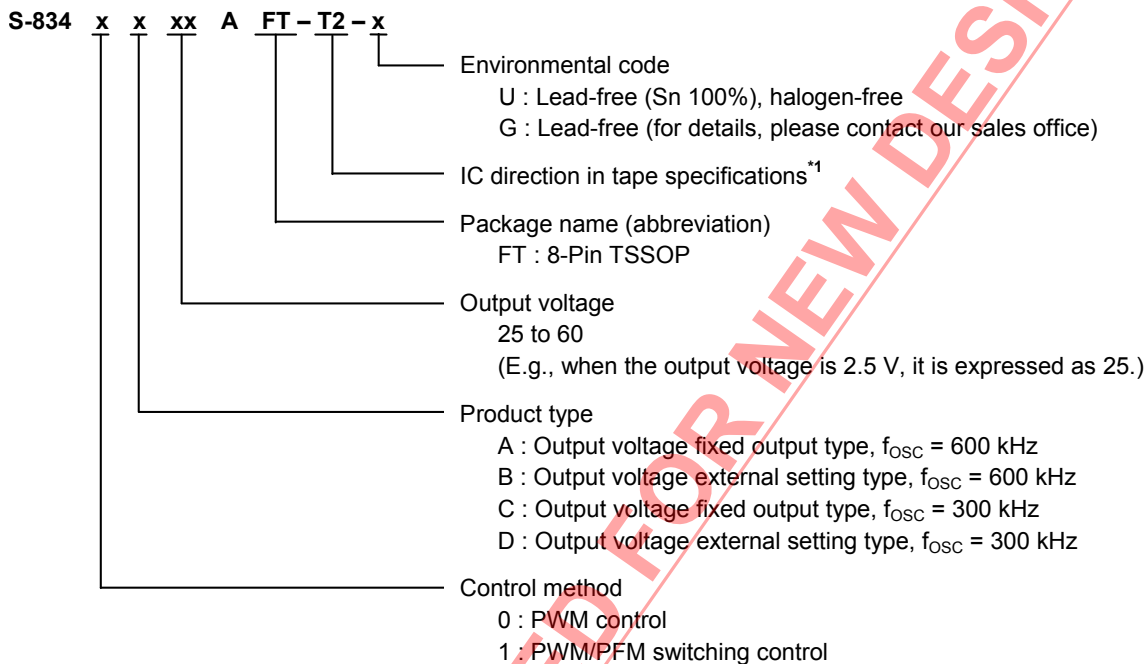 S-834 x x xx A FT – T2 – x
Environmental code
U : Lead-free (Sn 100%), halogen-free
G : Lead-free (for details, please contact our sales office)
IC direction in tape specifications*1
Package name (abbreviation)
FT : 8-Pin TSSOP
Output voltage
25 to 60
(E.g., when the output voltage is 2.5 V, it is expressed as 25.)
Product type
A : Output voltage fixed output type, fOSC = 600 kHz
B : Output voltage external setting type, fOSC = 600 kHz
C : Output voltage fixed output type, fOSC = 300 kHz
D : Output voltage external setting type, fOSC = 300 kHz
Control method
0 : PWM control
1 : PWM/PFM switching control
ED FOR NEW DESI